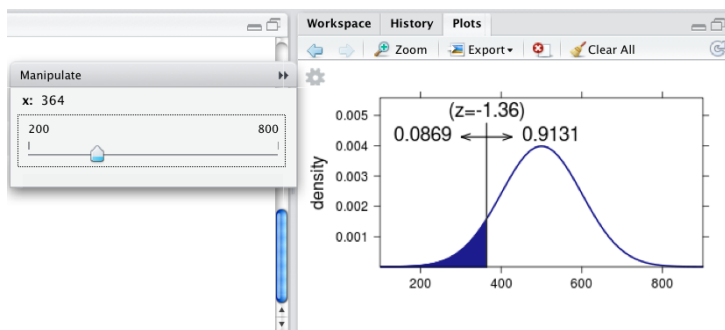 Workspace History Plots
Zoom Export Clear All
Manipulate
x: 364
200 800
(z=-1.36)
0.0869 0.9131
density
0.005
0.004
0.003
0.002
0.001
200 400 600 800